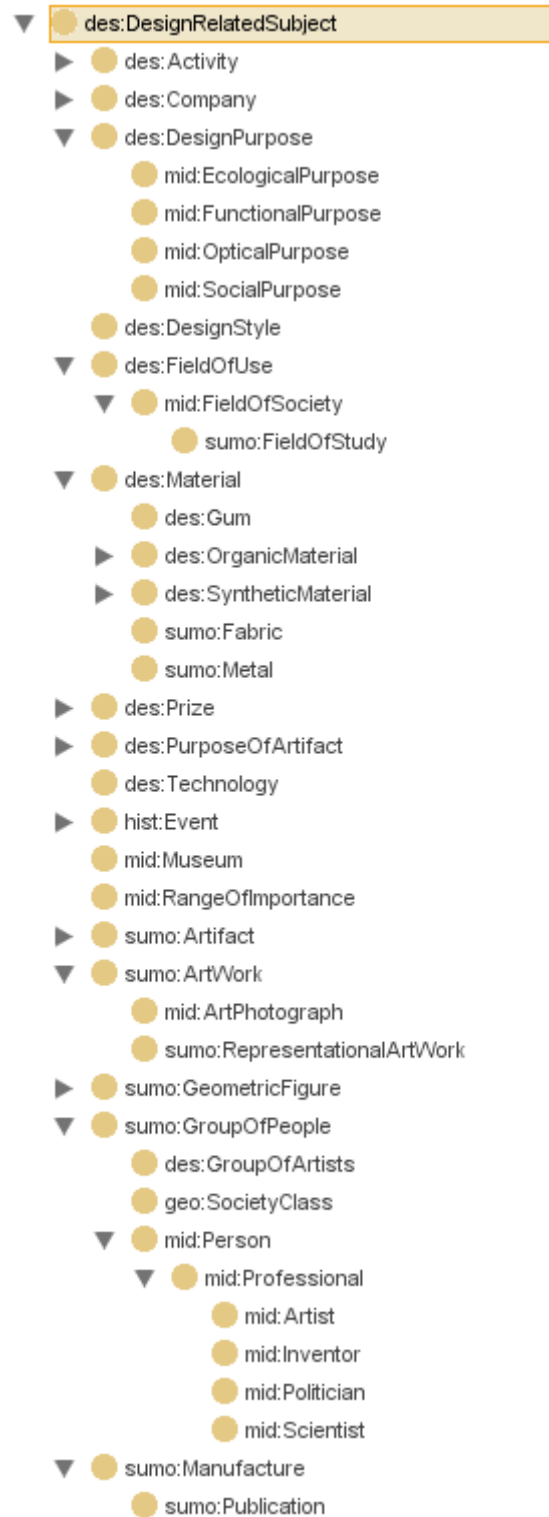 des:DesignRelatedSubject
des:Activity
des:Company
des:DesignPurpose
mid:EcologicalPurpose
mid:FunctionalPurpose
mid:OpticalPurpose
mid:SocialPurpose
des:DesignStyle
des:FieldOfUse
mid:FieldOfSociety
sumo:FieldOfStudy
des:Material
des:Gum
des:OrganicMaterial
des:SyntheticMaterial
sumo:Fabric
sumo:Metal
des:Prize
des:PurposeOfArtifact
des:Technology
hist:Event
mid:Museum
mid:RangeOfImportance
sumo:Artifact
sumo:ArtWork
mid:ArtPhotograph
sumo:RepresentationalArtWork
sumo:GeometricFigure
sumo:GroupOfPeople
des:GroupOfArtists
geo:SocietyClass
mid:Person
mid:Professional
mid:Artist
mid:Inventor
mid:Politician
mid:Scientist
sumo:Manufacture
sumo:Publication